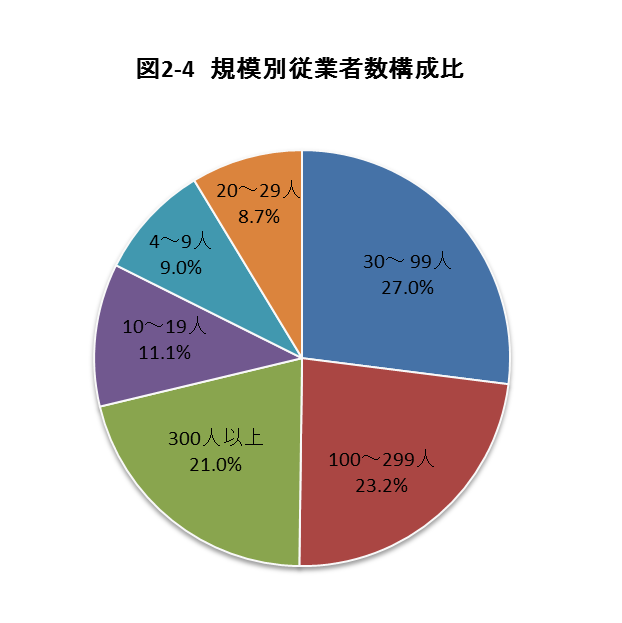 図2-4 規模別従業者数構成比
20～29人
8.7%
30～ 99人
27.0%
4～9人
9.0%
10～19人
11.1%
300人以上
21.0%
100～299人
23.2%